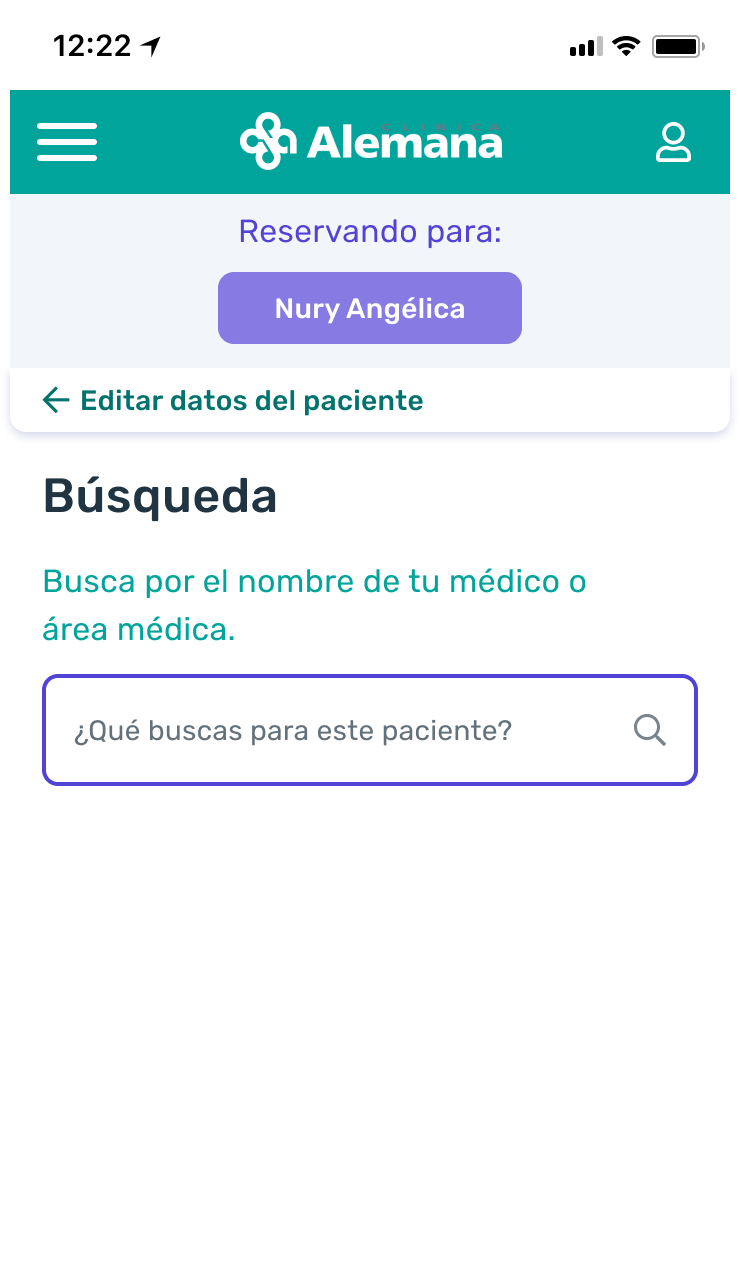 12:22
CLINICA
Alemana
Reservando para:
Nury Angélica
Editar datos del paciente
Búsqueda
Busca por el nombre de tu médico o
área médica.
¿Qué buscas para este paciente?